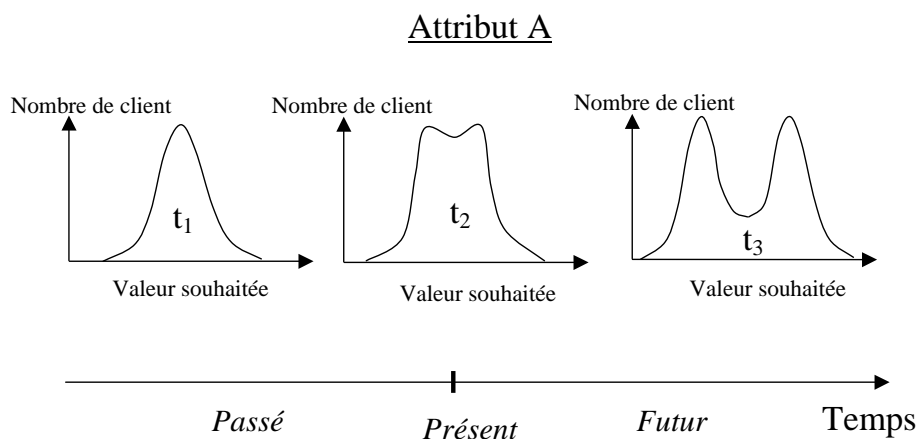 Attribut A
Nombre de client
Nombre de client
Nombre de client
t1
t2
t3
Valeur souhaitée
Valeur souhaitée
Valeur souhaitée
Passé
Présent
Futur
Temps